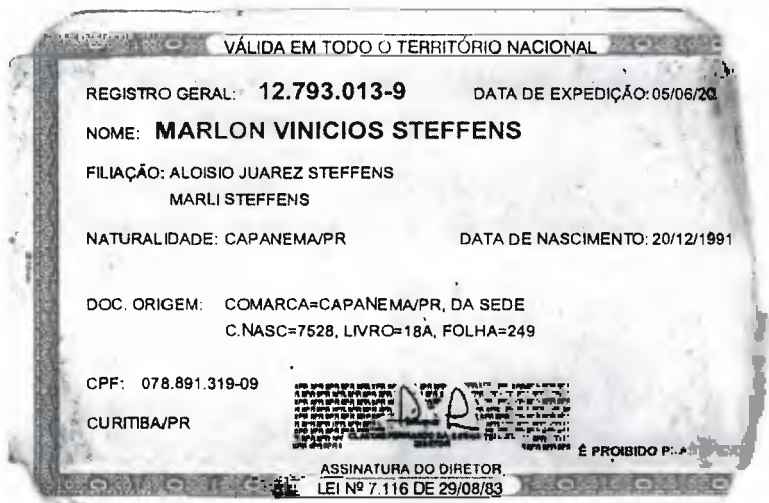 VÁLIDA EM TODO O TERRITÓRIO NACIONAL
REGISTRO GERAL: 12.793.013-9 DATA DE EXPEDIÇÃO: 05/06/20
NOME: MARLON VINICIOS STEFFENS
FILIAÇÃO: ALOISIO JUAREZ STEFFENS
MARLI STEFFENS
NATURALIDADE: CAPANEMA/PR DATA DE NASCIMENTO: 20/12/1991
DOC. ORIGEM: COMARCA=CAPANEMA/PR, DA SEDE
C.NASC=7528, LIVRO=18A, FOLHA=249
CPF: 078.891.319-09
CURITIBA/PR
DIRETOR
É PROIBIDO
ASSINATURA DO DIRETOR
LEI Nº 7.116 DE 29/08/83